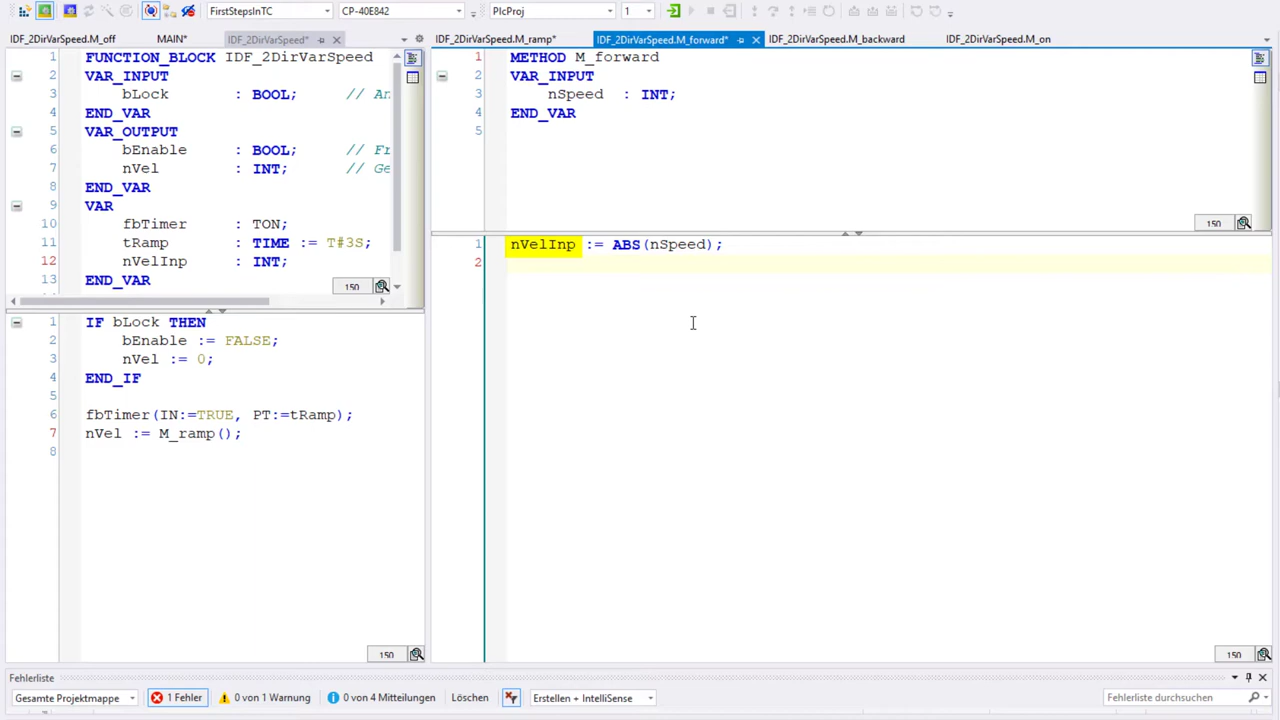 FirstStepsInTC CP-40E842 PlcProj 1
IDF_2DirVarSpeed.M_off MAIN* IDF_2DirVarSpeed*
1 FUNCTION_BLOCK IDF_2DirVarSpeed
2 VAR_INPUT
3 bLock : BOOL; // An
4 END_VAR
5 VAR_OUTPUT
6 bEnable : BOOL; // Fr
7 nVel : INT; // Ge
8 END_VAR
9 VAR
10 fbTimer : TON;
11 tRamp : TIME := T#3S;
12 nVelInp : INT;
13 END_VAR
150
1 IF bLock THEN
2 bEnable := FALSE;
3 nVel := 0;
4 END_IF
5
6 fbTimer(IN:=TRUE, PT:=tRamp);
7 nVel := M_ramp();
8
150
IDF_2DirVarSpeed.M_ramp* IDF_2DirVarSpeed.M_forward* IDF_2DirVarSpeed.M_backward IDF_2DirVarSpeed.M_on
1 METHOD M_forward
2 VAR_INPUT
3 nSpeed : INT;
4 END_VAR
5
150
1 nVelInp := ABS(nSpeed);
2
150
Fehlerliste
Gesamte Projektmappe 1 Fehler 0 von 1 Warnung 0 von 4 Mitteilungen Löschen Erstellen + IntelliSense Fehlerliste durchsuchen